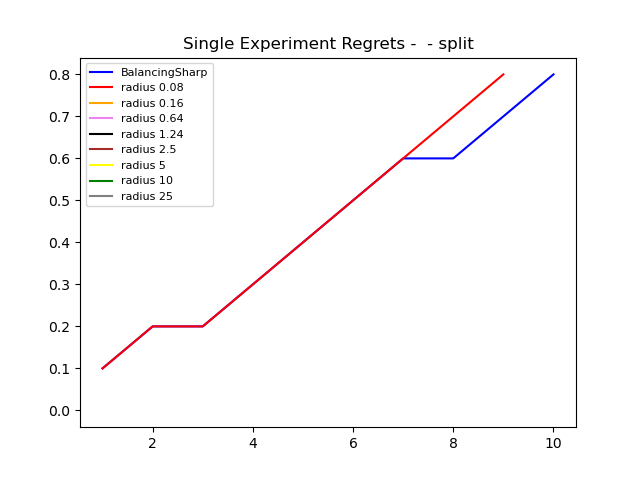 Single Experiment Regrets -  - split
BalancingSharp
radius 0.08
radius 0.16
radius 0.64
radius 1.24
radius 2.5
radius 5
radius 10
radius 25
0.8
0.7
0.6
0.5
0.4
0.3
0.2
0.1
0.0
2 4 6 8 10